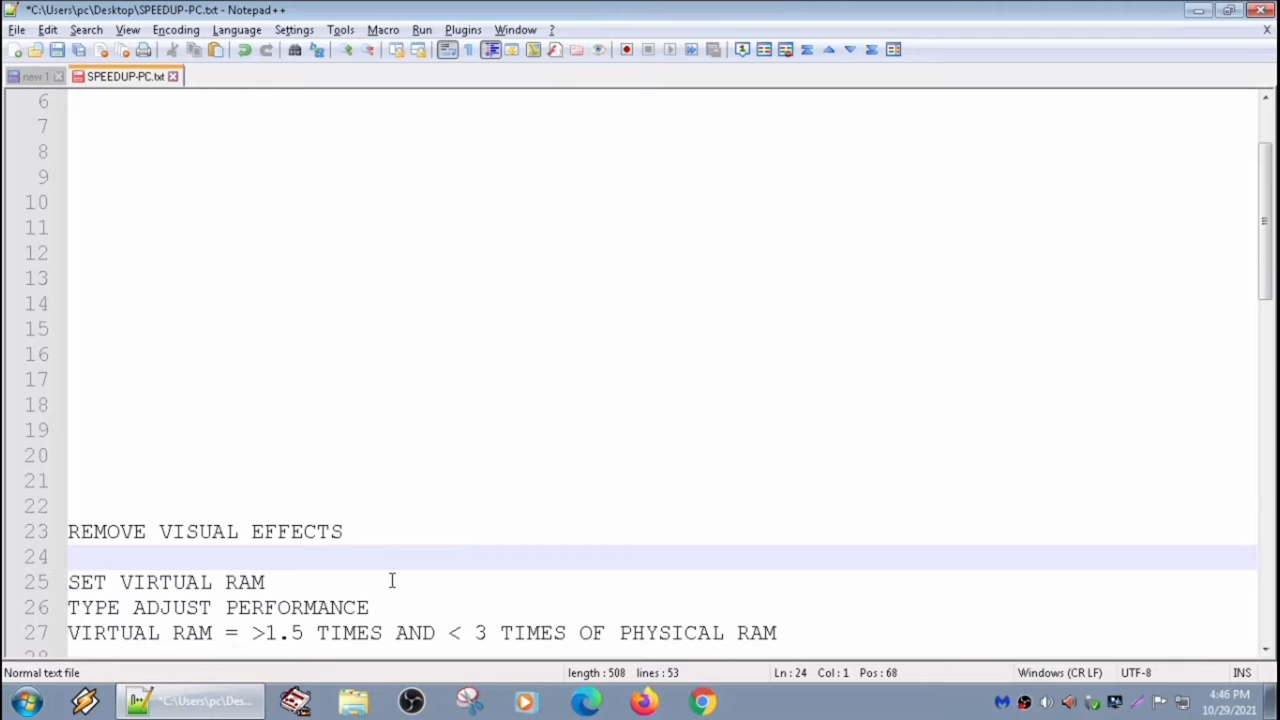 *C:\Users\pc\Desktop\SPEEDUP-PC.txt - Notepad++
File Edit Search View Encoding Language Settings Tools Macro Run Plugins Window ? X
new 1 SPEEDUP-PC.txt
6
7
8
9
10
11
12
13
14
15
16
17
18
19
20
21
22
23 REMOVE VISUAL EFFECTS
24
25 SET VIRTUAL RAM
26 TYPE ADJUST PERFORMANCE
27 VIRTUAL RAM = >1.5 TIMES AND < 3 TIMES OF PHYSICAL RAM
28
Normal text file length : 508 lines : 53 Ln : 24 Col : 1 Pos : 68 Windows (CR LF) UTF-8 INS
*C:\Users\pc\Des... 4:46 PM
10/29/2021